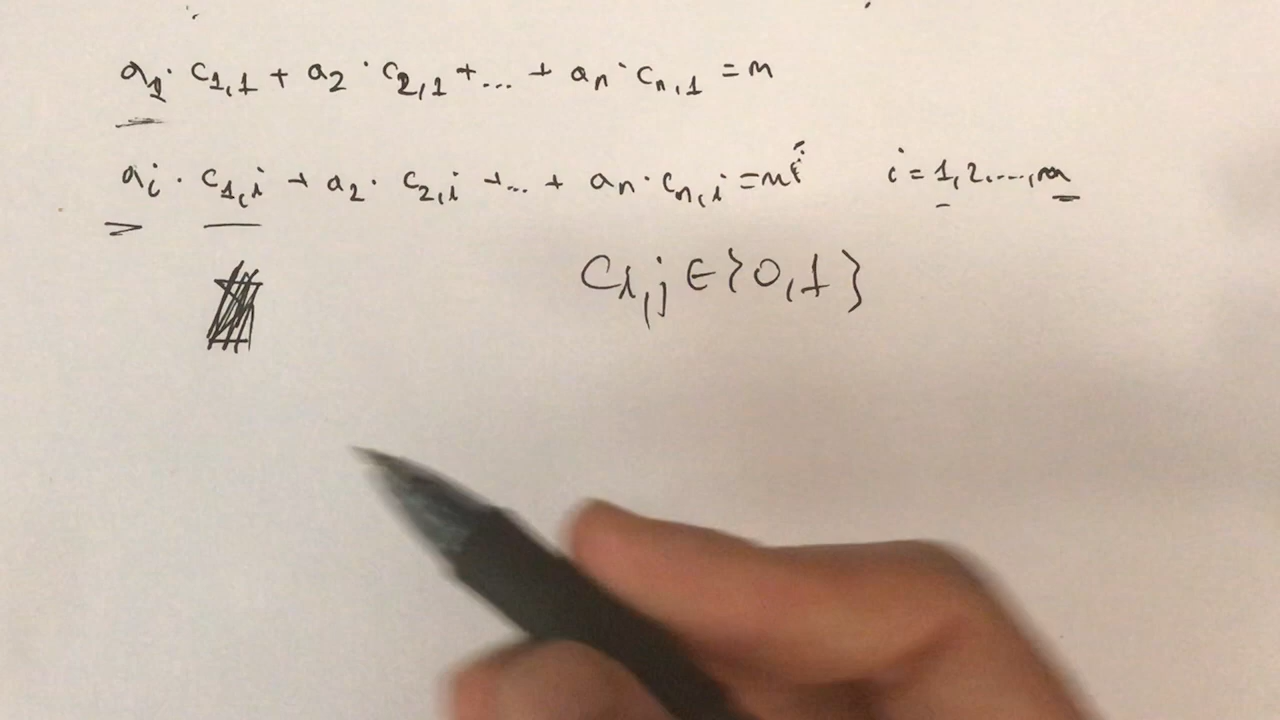 a₁ · c₁,₁ + a₂ · c₂,₁ + ... + aₙ · cₙ,₁ = m
aᵢ · c₁,ᵢ + a₂ · c₂,ᵢ + ... + aₙ · cₙ,ᵢ = mⁱ i = 1,2....,m
C₁,ⱼ ∈ {0,1}